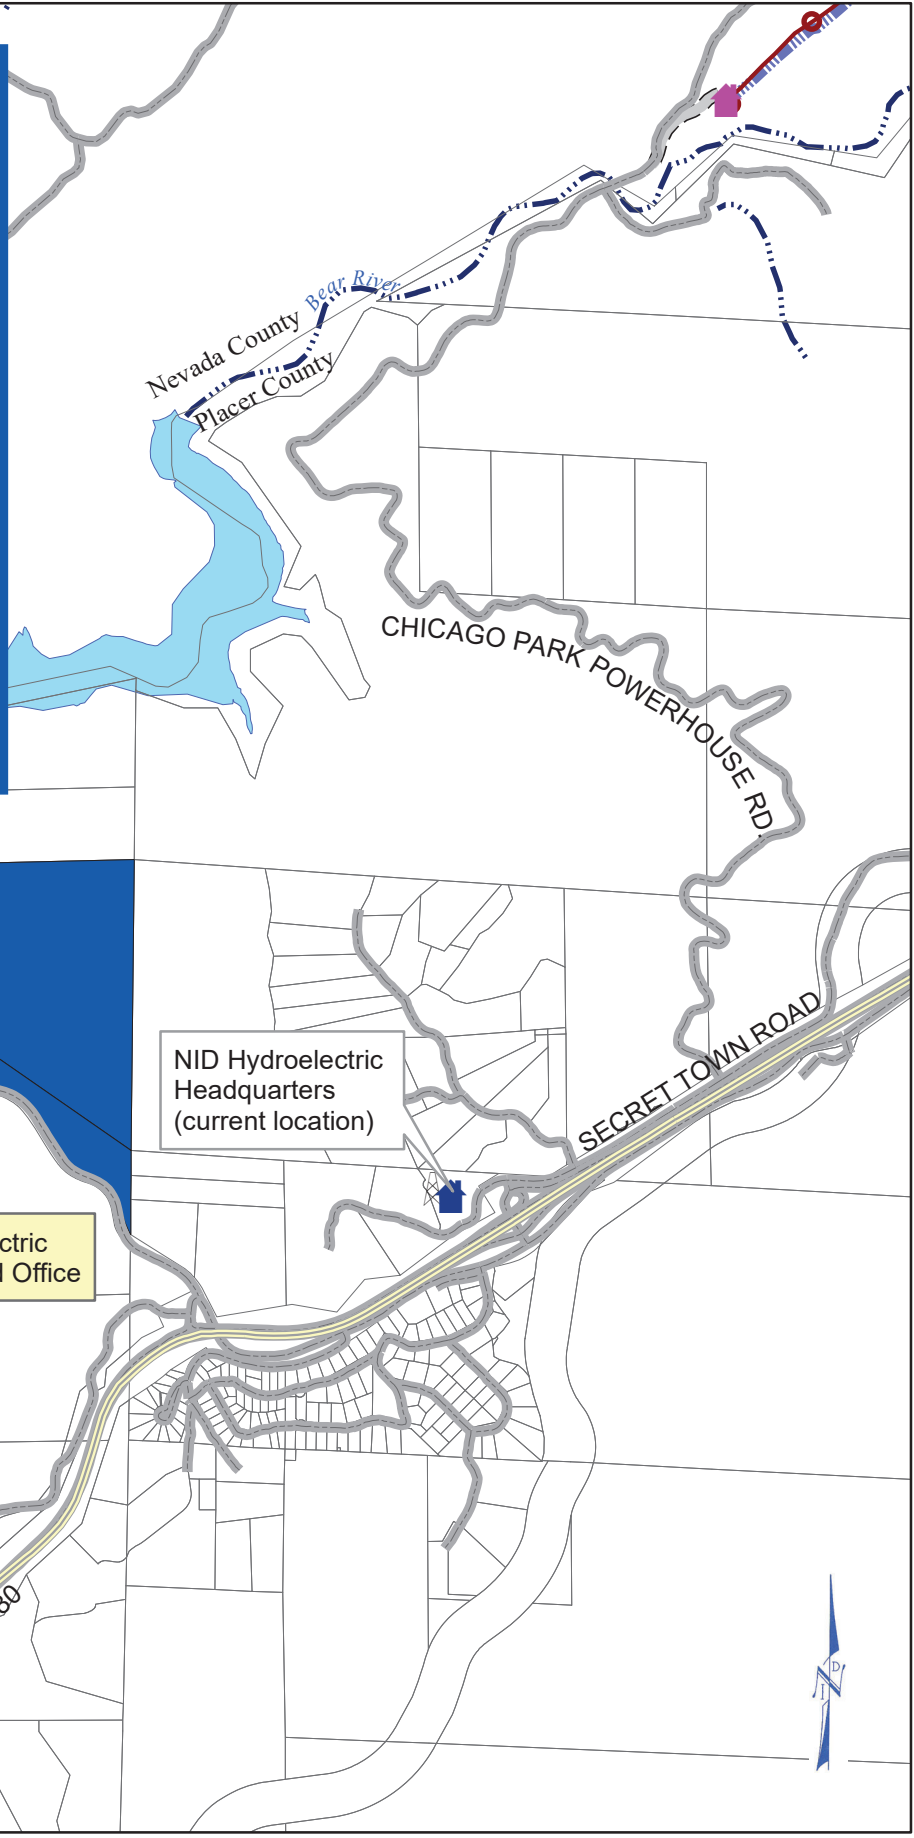 Bear River
Nevada County
Placer County
CHICAGO PARK POWERHOUSE RD.
SECRET TOWN ROAD
NID Hydroelectric
Headquarters
(current location)
ctric
l Office
80
N
I
D